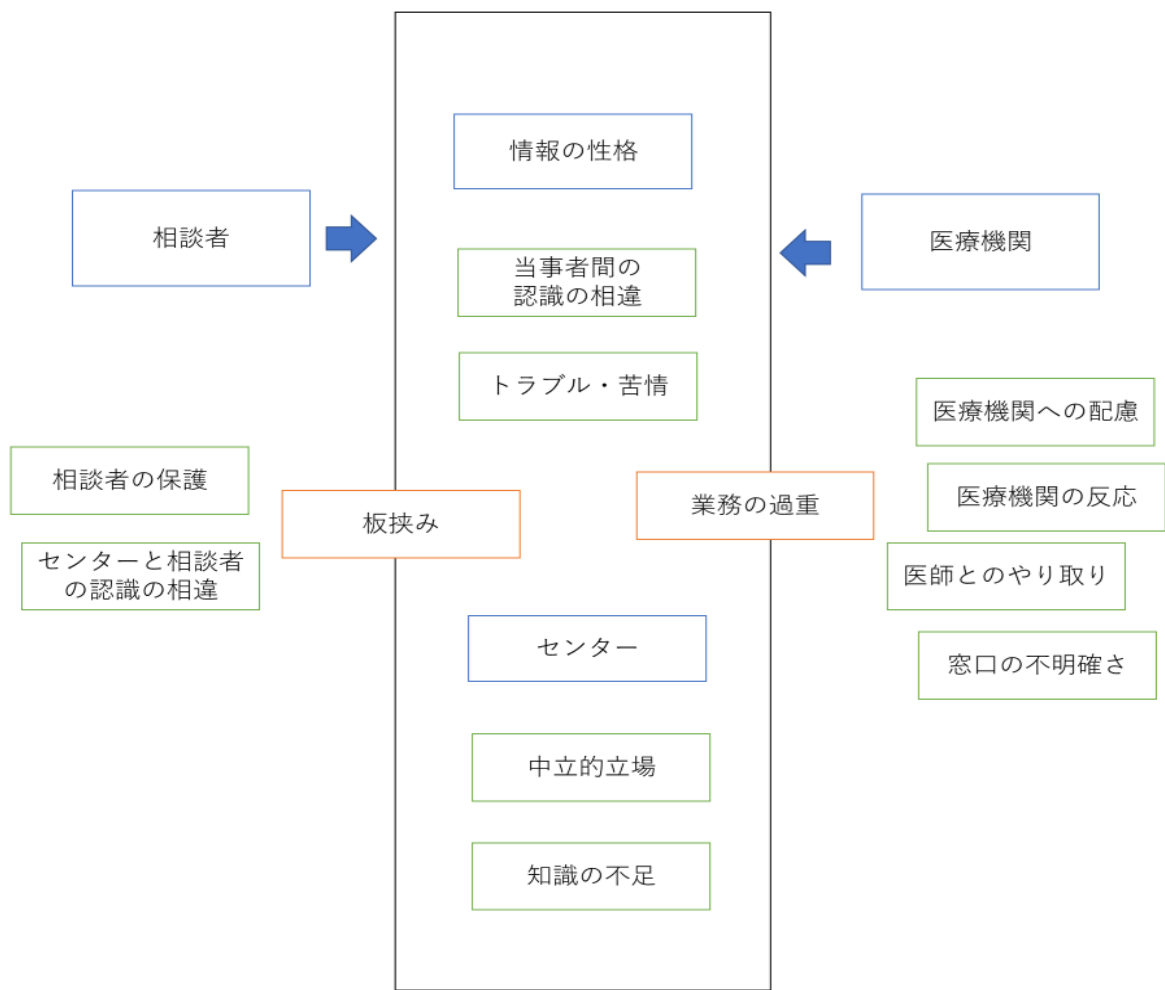 情報の性格
相談者
医療機関
当事者間の
認識の相違
トラブル・苦情
医療機関への配慮
相談者の保護
医療機関の反応
板挟み
業務の過重
センターと相談者
の認識の相違
医師とのやり取り
センター
窓口の不明確さ
中立的立場
知識の不足